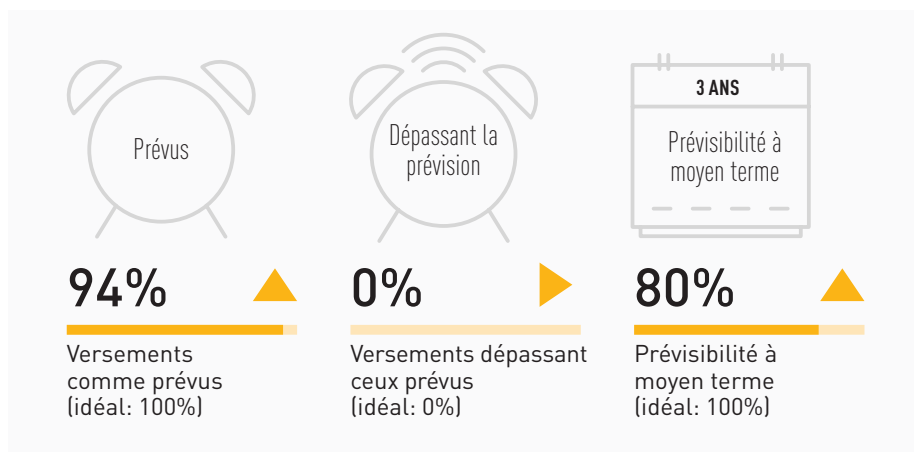 Prévus
Dépassant la
prévision
3 ANS
Prévisibilité à
moyen terme
94%
0%
80%
Versements
comme prévus
(idéal: 100%)
Versements dépassant
ceux prévus
(idéal: 0%)
Prévisibilité à
moyen terme
(idéal: 100%)